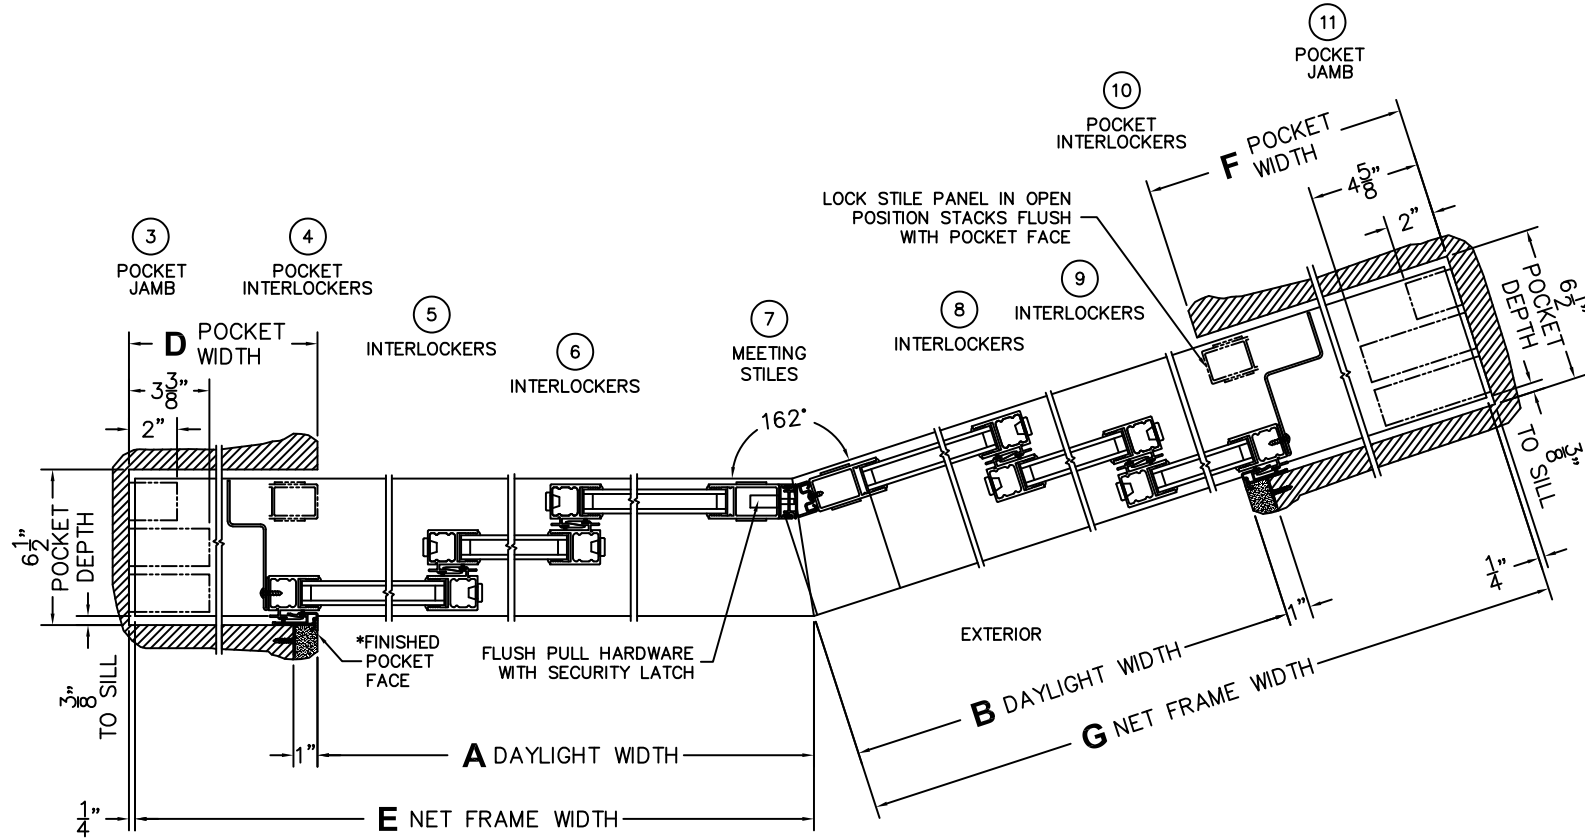 11
POCKET
JAMB
10
POCKET
INTERLOCKERS
F POCKET
WIDTH
4 5/8"
2"
LOCK STILE PANEL IN OPEN
POSITION STACKS FLUSH
WITH POCKET FACE
3
POCKET
JAMB
4
POCKET
INTERLOCKERS
5
INTERLOCKERS
6
INTERLOCKERS
7
MEETING
STILES
8
INTERLOCKERS
9
INTERLOCKERS
6 1/2"
POCKET
DEPTH
3/8"
TO SILL
D POCKET
WIDTH
3 3/8"
2"
162°
6 1/2"
POCKET
DEPTH
3/8"
TO SILL
*FINISHED
POCKET
FACE
FLUSH PULL HARDWARE
WITH SECURITY LATCH
EXTERIOR
1/4"
1"
B DAYLIGHT WIDTH
G NET FRAME WIDTH
1"
A DAYLIGHT WIDTH
1/4"
E NET FRAME WIDTH